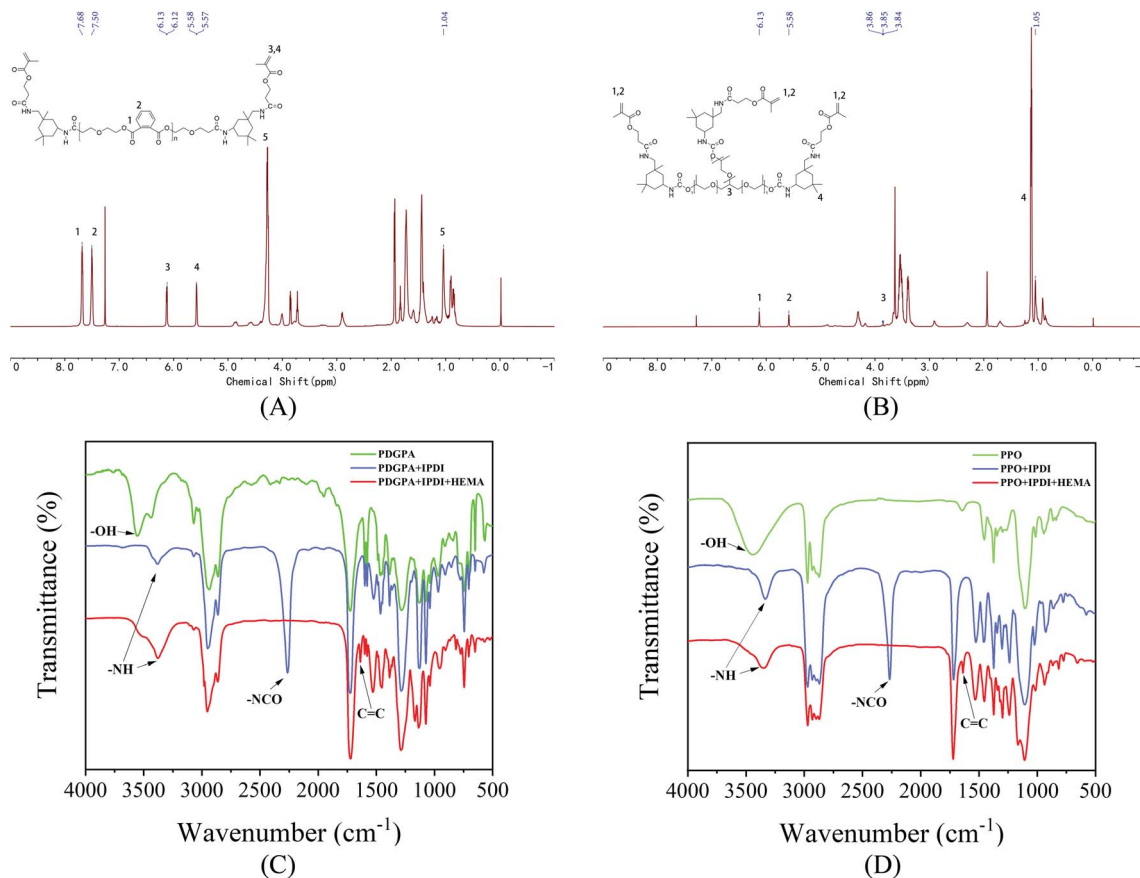 7.68
7.50
6.13
6.12
5.58
5.57
1.04
3,4
2
1
5
1
2
3
4
5
8.0 7.0 6.0 5.0 4.0 3.0 2.0 1.0 0.0 -1
Chemical Shift(ppm)
(A)
6.13
5.58
3.86
3.85
3.84
1.05
1,2
1,2
1,2
3
4
4
1
2
3
8.0 7.0 6.0 5.0 4.0 3.0 2.0 1.0 0.0 -1
Chemical Shift(ppm)
(B)
PDGPA
PDGPA+IPDI
PDGPA+IPDI+HEMA
-OH
-NH
-NCO
C=C
Transmittance (%)
4000 3500 3000 2500 2000 1500 1000 500
Wavenumber (cm-1)
(C)
PPO
PPO+IPDI
PPO+IPDI+HEMA
-OH
-NH
-NCO
C=C
Transmittance (%)
4000 3500 3000 2500 2000 1500 1000 500
Wavenumber (cm-1)
(D)